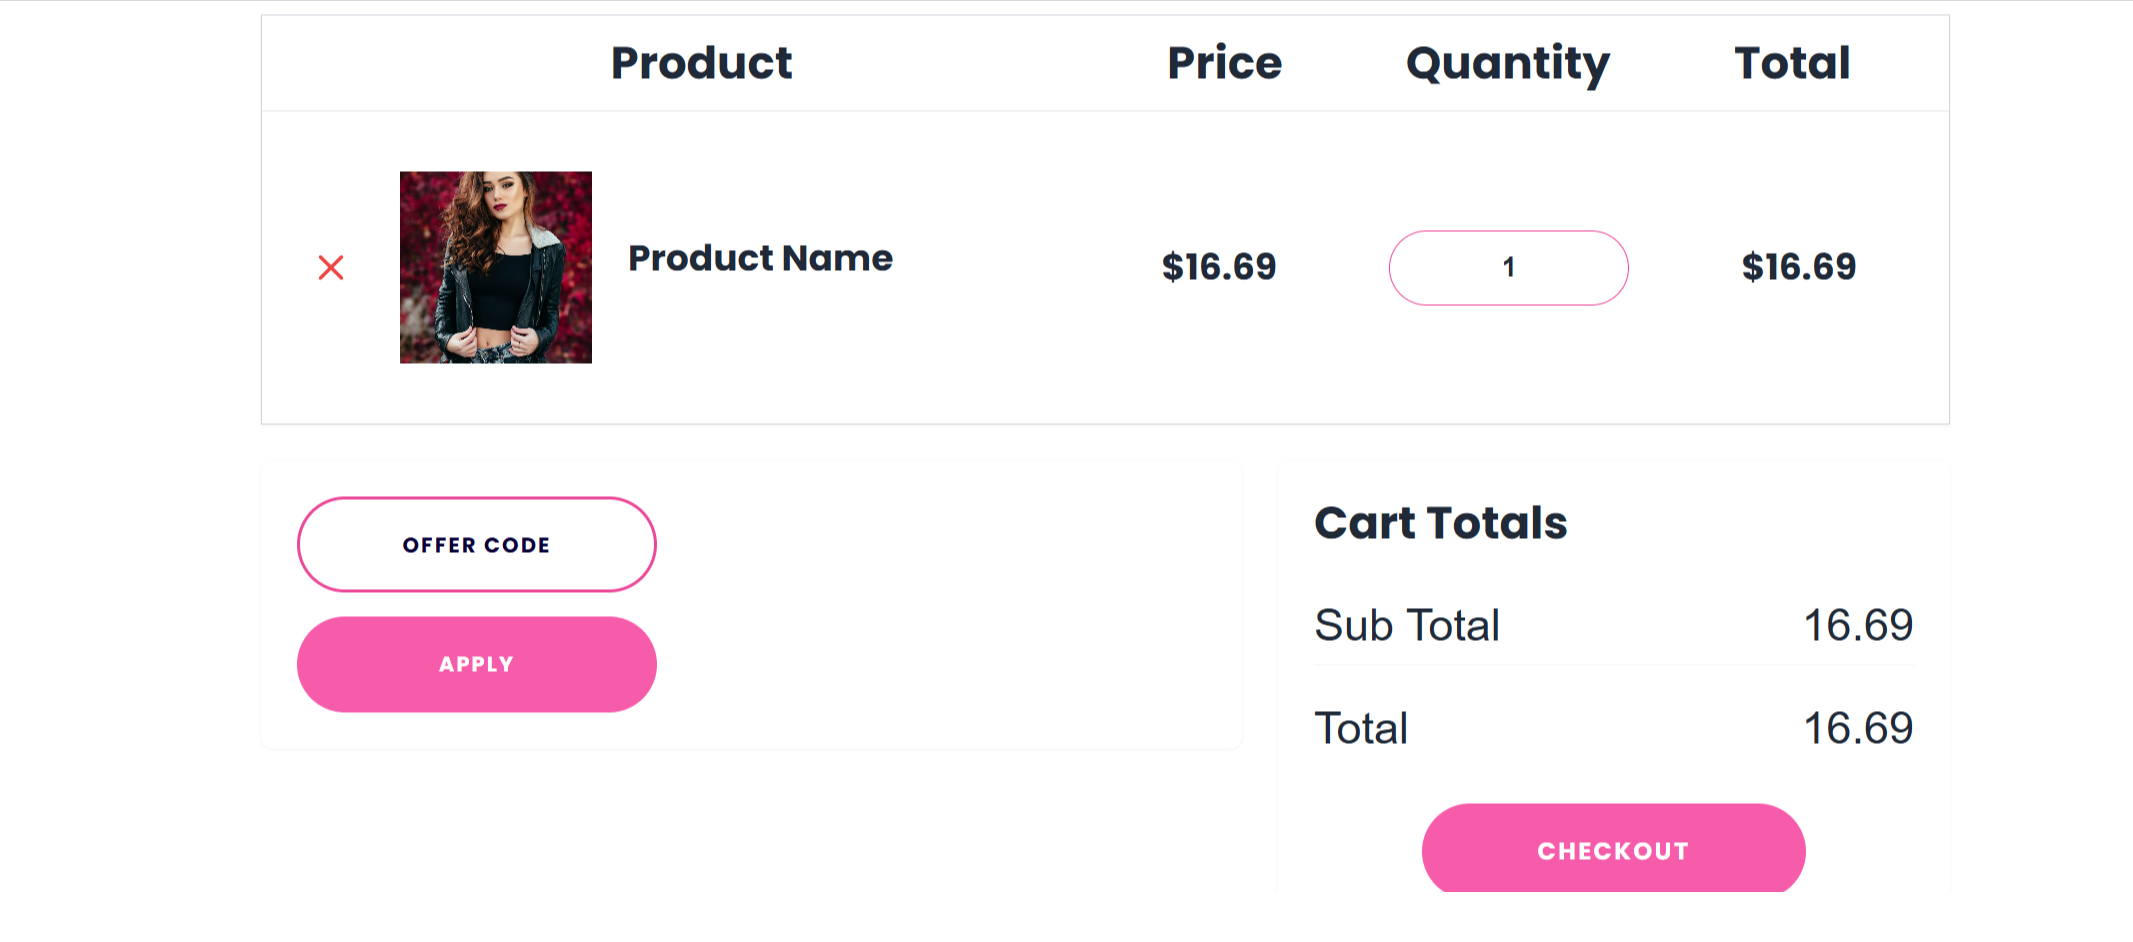 Product Price Quantity Total
Product Name $16.69 1 $16.69
OFFER CODE
APPLY
Cart Totals
Sub Total 16.69
Total 16.69
CHECKOUT